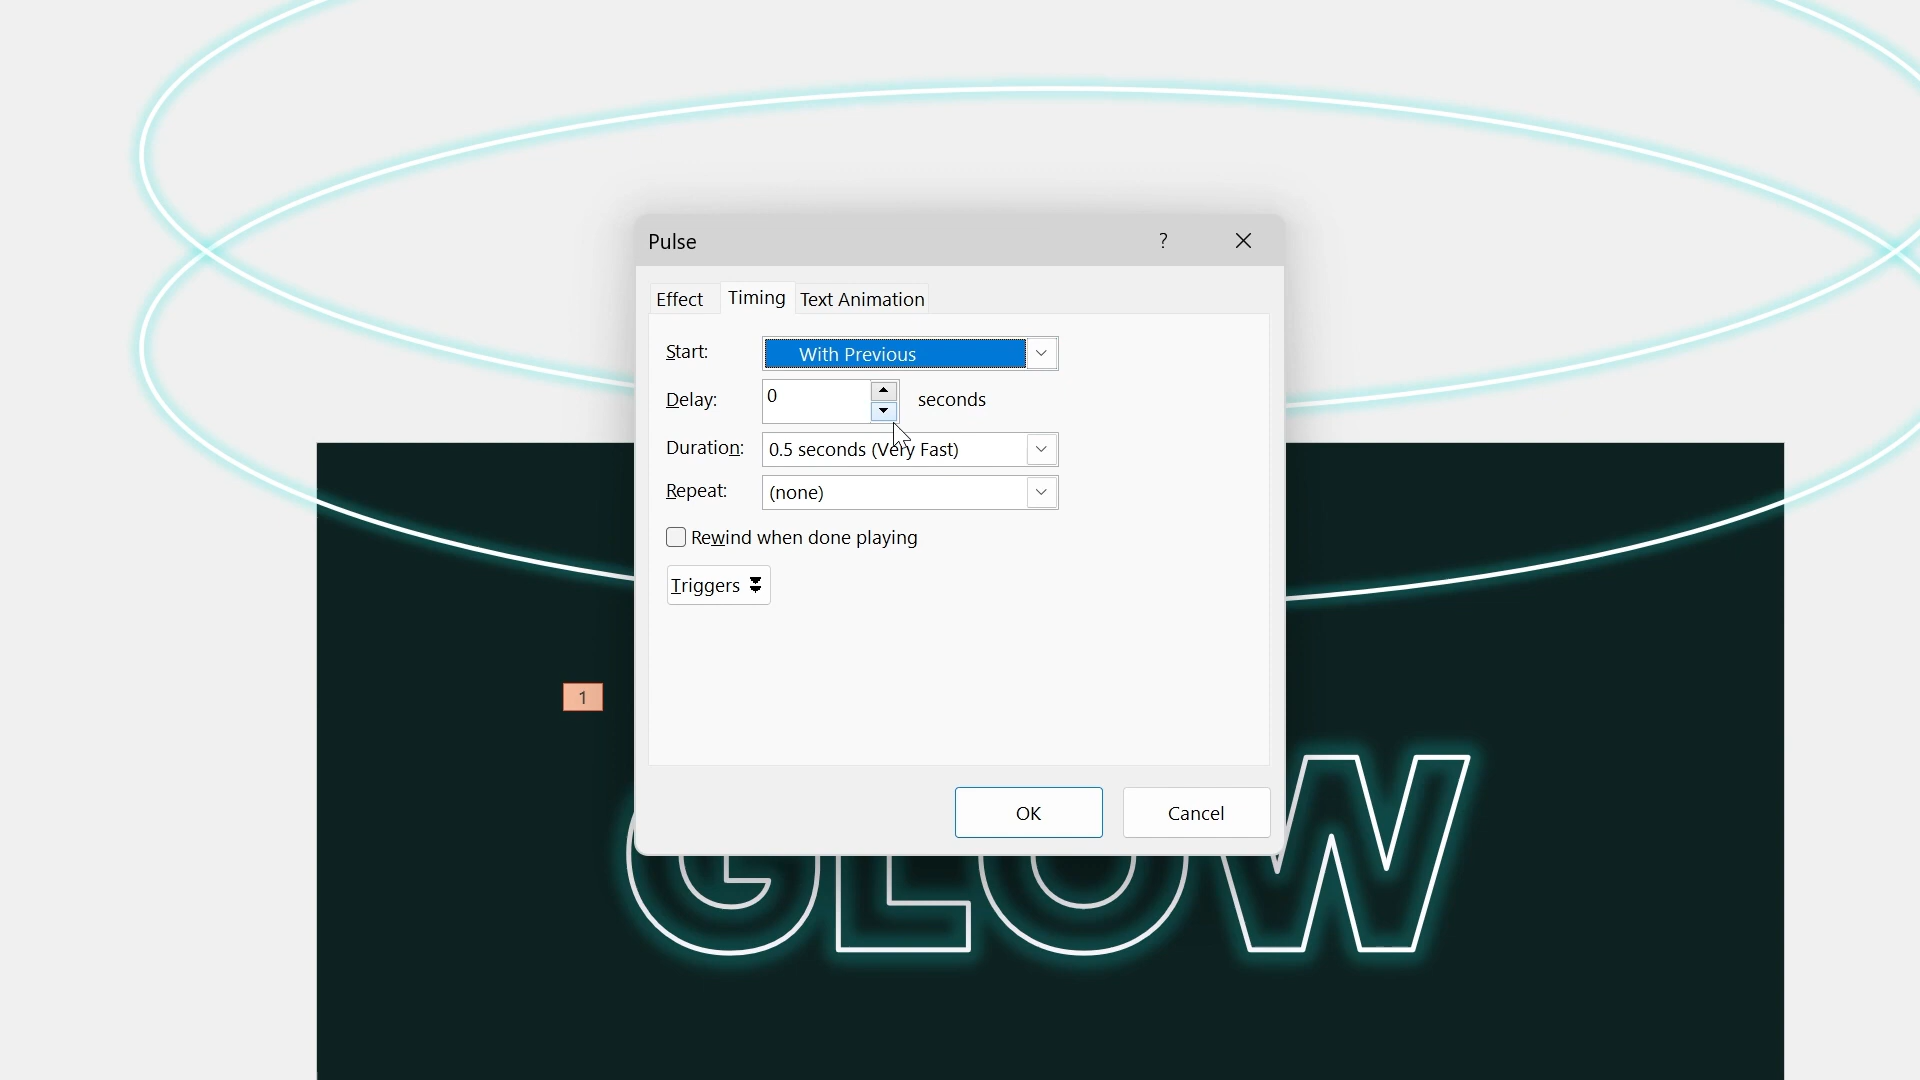 Pulse ?
Effect Timing Text Animation
Start: With Previous
Delay: 0 seconds
Duration: 0.5 seconds (Very Fast)
Repeat: (none)
Rewind when done playing
Triggers
1
OK Cancel
GLOW